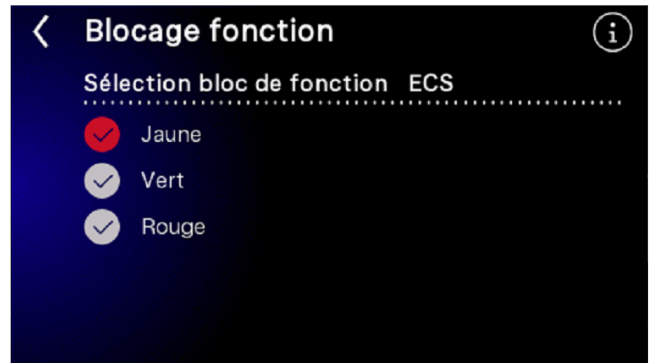 Blocage fonction
Sélection bloc de fonction ECS
Jaune
Vert
Rouge